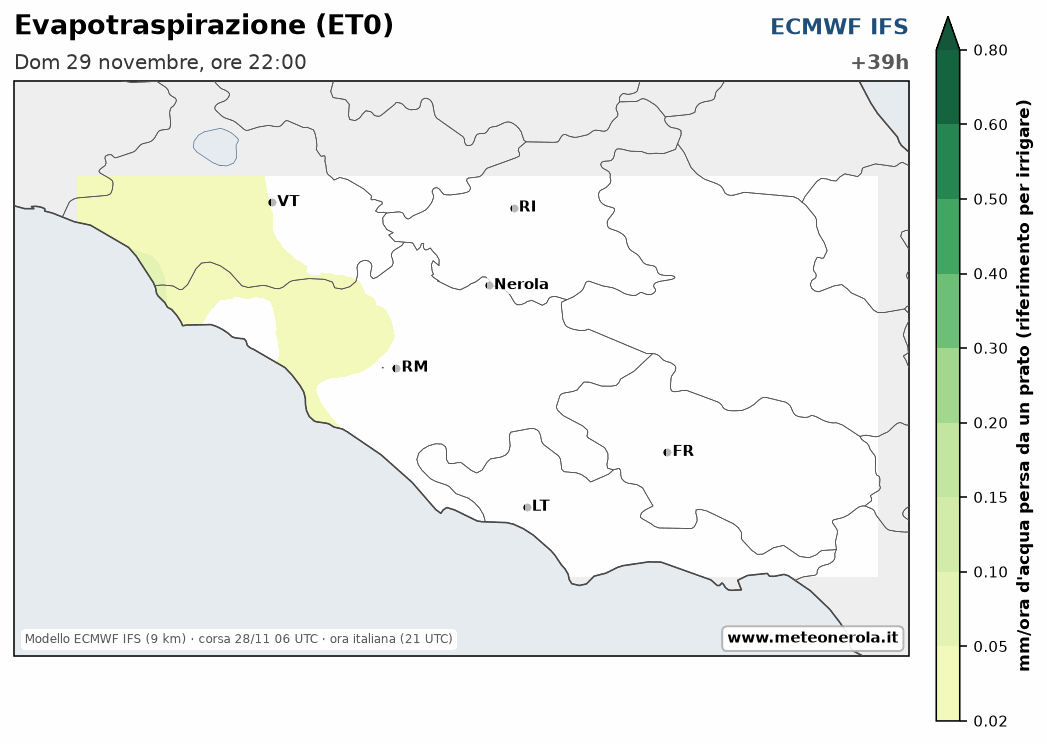 Evapotraspirazione (ET0)
ECMWF IFS
Dom 29 novembre, ore 22:00
+39h
VT
RI
Nerola
RM
FR
LT
Modello ECMWF IFS (9 km) · corsa 28/11 06 UTC · ora italiana (21 UTC)
www.meteonerola.it
0.80
0.60
0.50
0.40
0.30
0.20
0.15
0.10
0.05
0.02
mm/ora d'acqua persa da un prato (riferimento per irrigare)